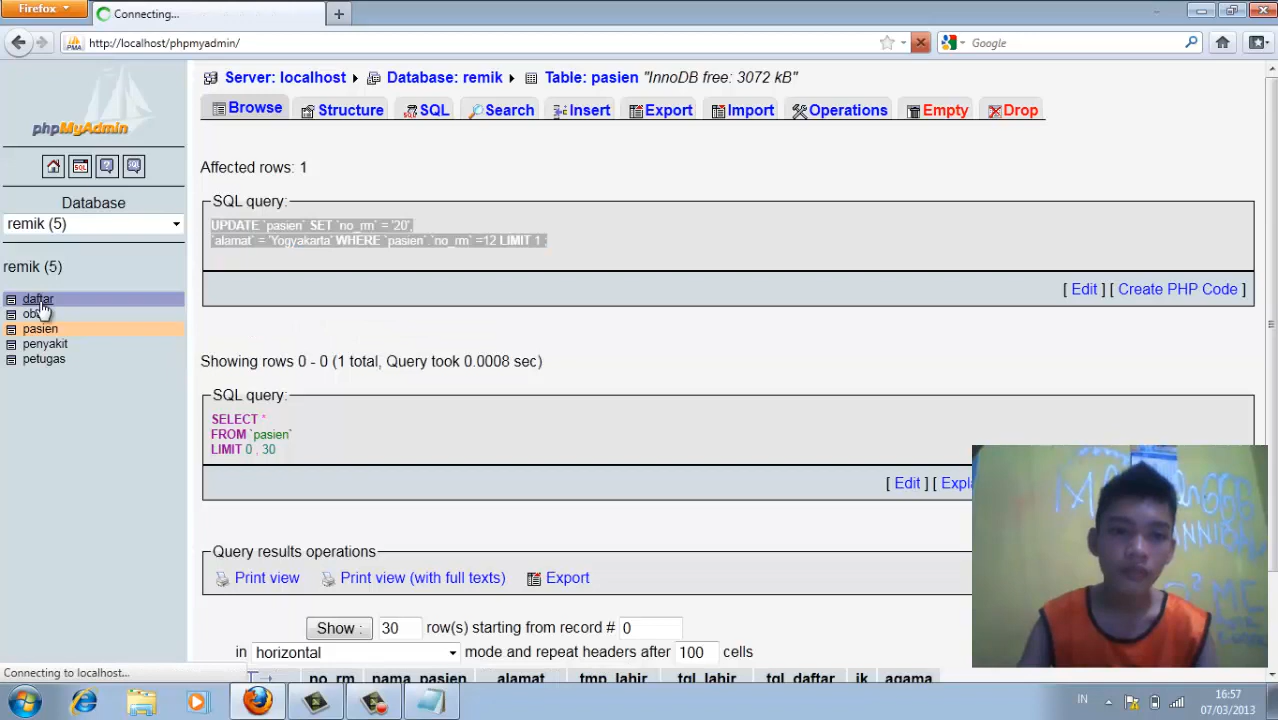 Firefox
Connecting...
http://localhost/phpmyadmin/
Google
phpMyAdmin
Database
remik (5)
remik (5)
daftar
pasien
penyakit
petugas
Server: localhost
Database: remik
Table: pasien "InnoDB free: 3072 kB"
Browse
Structure
SQL
Search
Insert
Export
Import
Operations
Empty
Drop
Affected rows: 1
SQL query:
UPDATE `pasien` SET `no_rm` = '20',
`alamat` = 'Yogyakarta' WHERE `pasien`.`no_rm` =12 LIMIT 1 ;
[ Edit ] [ Create PHP Code ]
Showing rows 0 - 0 (1 total, Query took 0.0008 sec)
SQL query:
SELECT *
FROM `pasien`
LIMIT 0 , 30
[ Edit ] [
Query results operations
Print view
Print view (with full texts)
Export
Show :
30
row(s) starting from record # 0
in
horizontal
mode and repeat headers after
100
cells
no_rm
nama_pasien
alamat
tmp_lahir
tgl_lahir
tgl_daftar
jk
agama
Connecting to localhost...
IN
16:57
07/03/2013